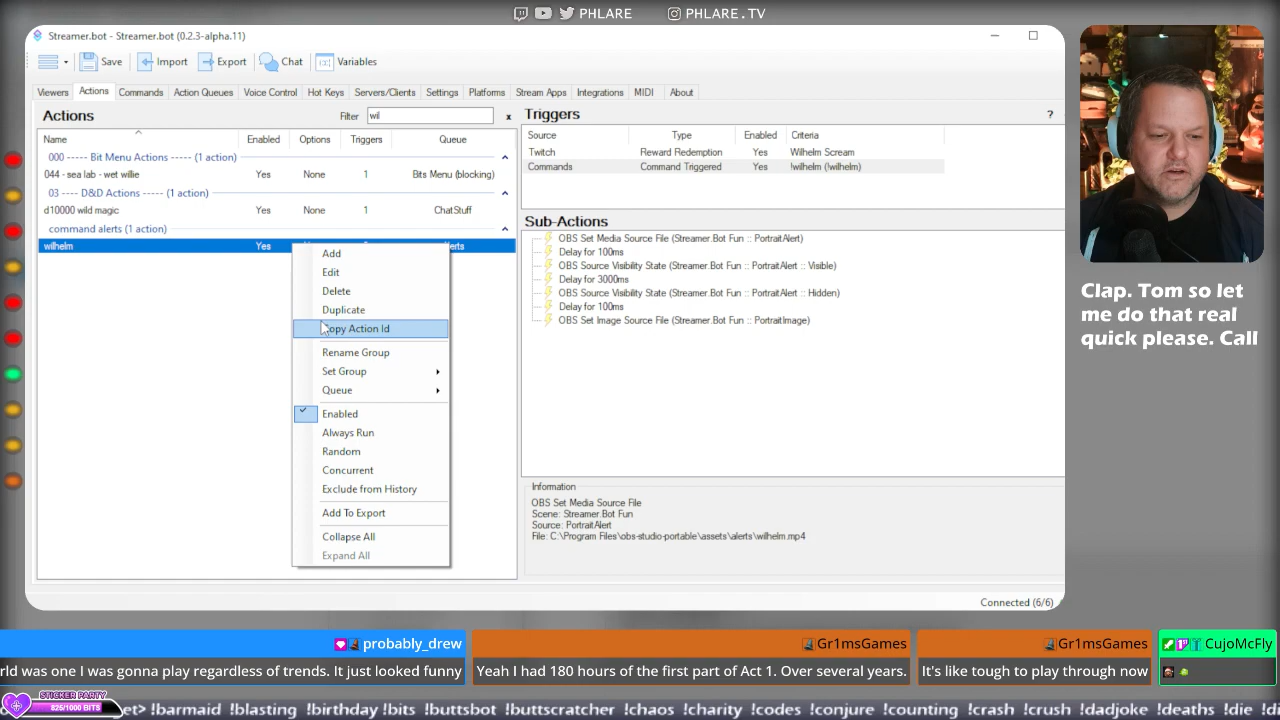 PHLARE PHLARE.TV
Streamer.bot - Streamer.bot (0.2.3-alpha.11)
Save Import Export Chat Variables
Viewers Actions Commands Action Queues Voice Control Hot Keys Servers/Clients Settings Platforms Stream Apps Integrations MIDI About
Actions Filter wil x
Name Enabled Options Triggers Queue
000 ----- Bit Menu Actions ----- (1 action)
044 - sea lab - wet willie Yes None 1 Bits Menu (blocking)
03 ---- D&D Actions ----- (1 action)
d10000 wild magic Yes None 1 ChatStuff
command alerts (1 action)
wilhelm Yes
Add
Edit
Delete
Duplicate
Copy Action Id
Rename Group
Set Group
Queue
Enabled
Always Run
Random
Concurrent
Exclude from History
Add To Export
Collapse All
Expand All
Triggers ?
Source Type Enabled Criteria
Twitch Reward Redemption Yes Wilhelm Scream
Commands Command Triggered Yes !wilhelm (!wilhelm)
Sub-Actions
OBS Set Media Source File (Streamer.Bot Fun :: PortraitAlert)
Delay for 100ms
OBS Source Visibility State (Streamer.Bot Fun :: PortraitAlert :: Visible)
Delay for 3000ms
OBS Source Visibility State (Streamer.Bot Fun :: PortraitAlert :: Hidden)
Delay for 100ms
OBS Set Image Source File (Streamer.Bot Fun :: PortraitImage)
Information
OBS Set Media Source File
Scene: Streamer.Bot Fun
Source: PortraitAlert
File: C:\Program Files\obs-studio-portable\assets\alerts\wilhelm.mp4
Connected (6/6)
Clap. Tom so let
me do that real
quick please. Call
probably_drew Gr1msGames Gr1msGames CujoMcFly
rld was one I was gonna play regardless of trends. It just looked funny Yeah I had 180 hours of the first part of Act 1. Over several years. It's like tough to play through now
STICKER PARTY
825/1000 BITS
et> !barmaid !blasting !birthday !bits !buttsbot !buttscratcher !chaos !charity !codes !conjure !counting !crash !crush !dadjoke !deaths !die !di